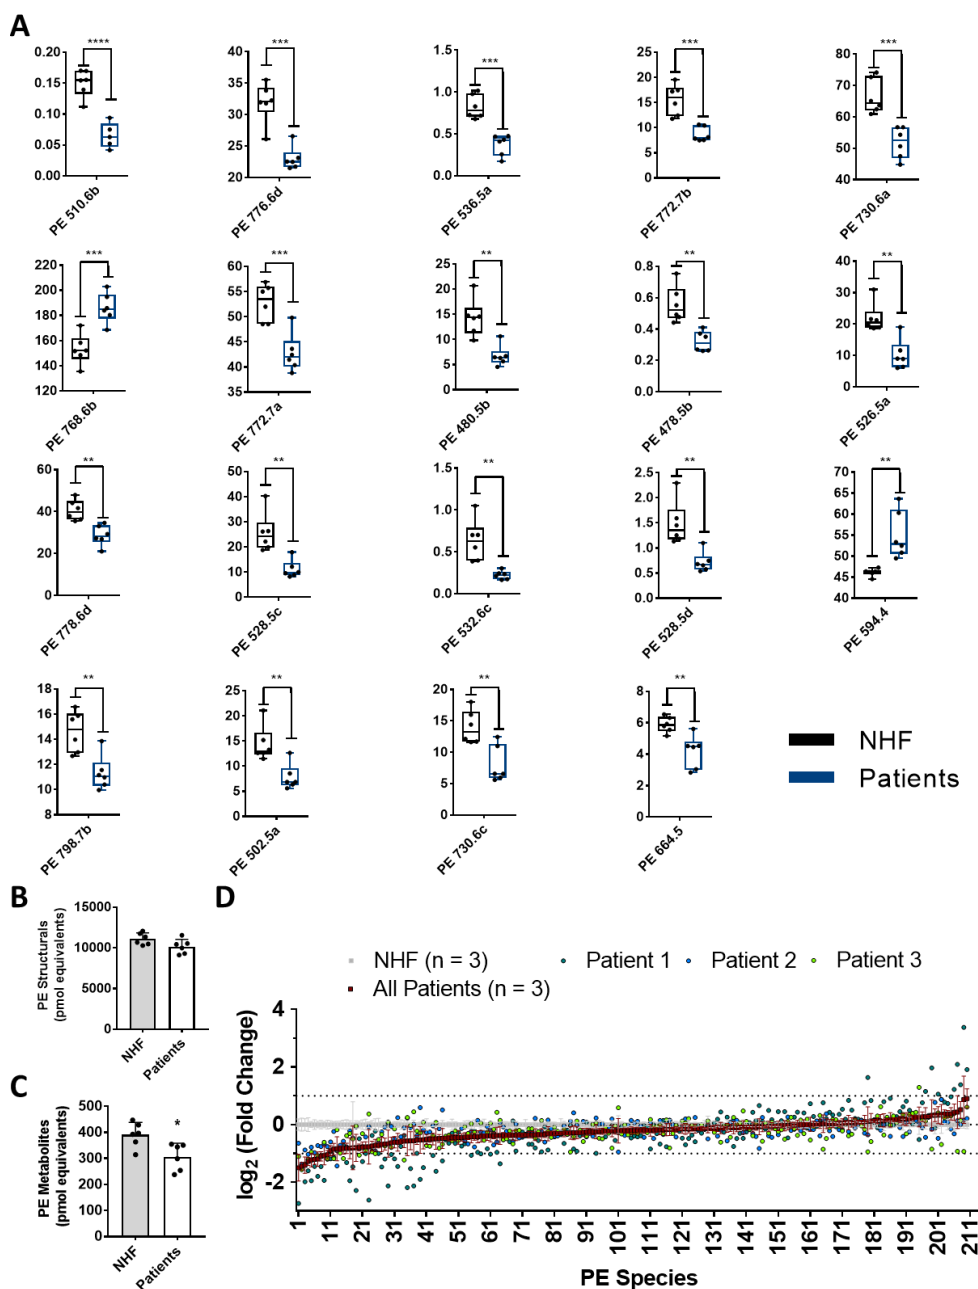 A
**** *** *** *** ***
0.20 0.15 0.10 0.05 0.00
PE 510.6b
40 35 30 25 20
PE 776.6d
1.5 1.0 0.5 0.0
PE 536.5a
25 20 15 10 5 0
PE 772.7b
80 70 60 50 40
PE 730.6a
*** *** ** ** **
220 200 180 160 140 120 100
PE 768.6b
60 55 50 45 40 35
PE 772.7a
25 20 15 10 5 0
PE 480.5b
0.8 0.6 0.4 0.2 0.0
PE 478.5b
40 30 20 10 0
PE 526.5a
** ** ** ** **
60 40 20 0
PE 778.6d
50 40 30 20 10 0
PE 528.5c
1.5 1.0 0.5 0.0
PE 532.6c
2.5 2.0 1.5 1.0 0.5 0.0
PE 528.5d
70 65 60 55 50 45 40
PE 594.4
** ** ** **
18 16 14 12 10 8
PE 798.7b
25 20 15 10 5 0
PE 502.5a
20 15 10 5 0
PE 730.6c
8 6 4 2 0
PE 664.5
NHF
Patients
B
PE Structurals
(pmol equivalents)
15000
10000
5000
0
NHF Patients
C
PE Metabolites
(pmol equivalents)
500
400
300
200
100
0
*
NHF Patients
D
NHF (n = 3) Patient 1 Patient 2 Patient 3
All Patients (n = 3)
log2 (Fold Change)
4
2
0
-2
1 11 21 31 41 51 61 71 81 91 101 111 121 131 141 151 161 171 181 191 201 211
PE Species